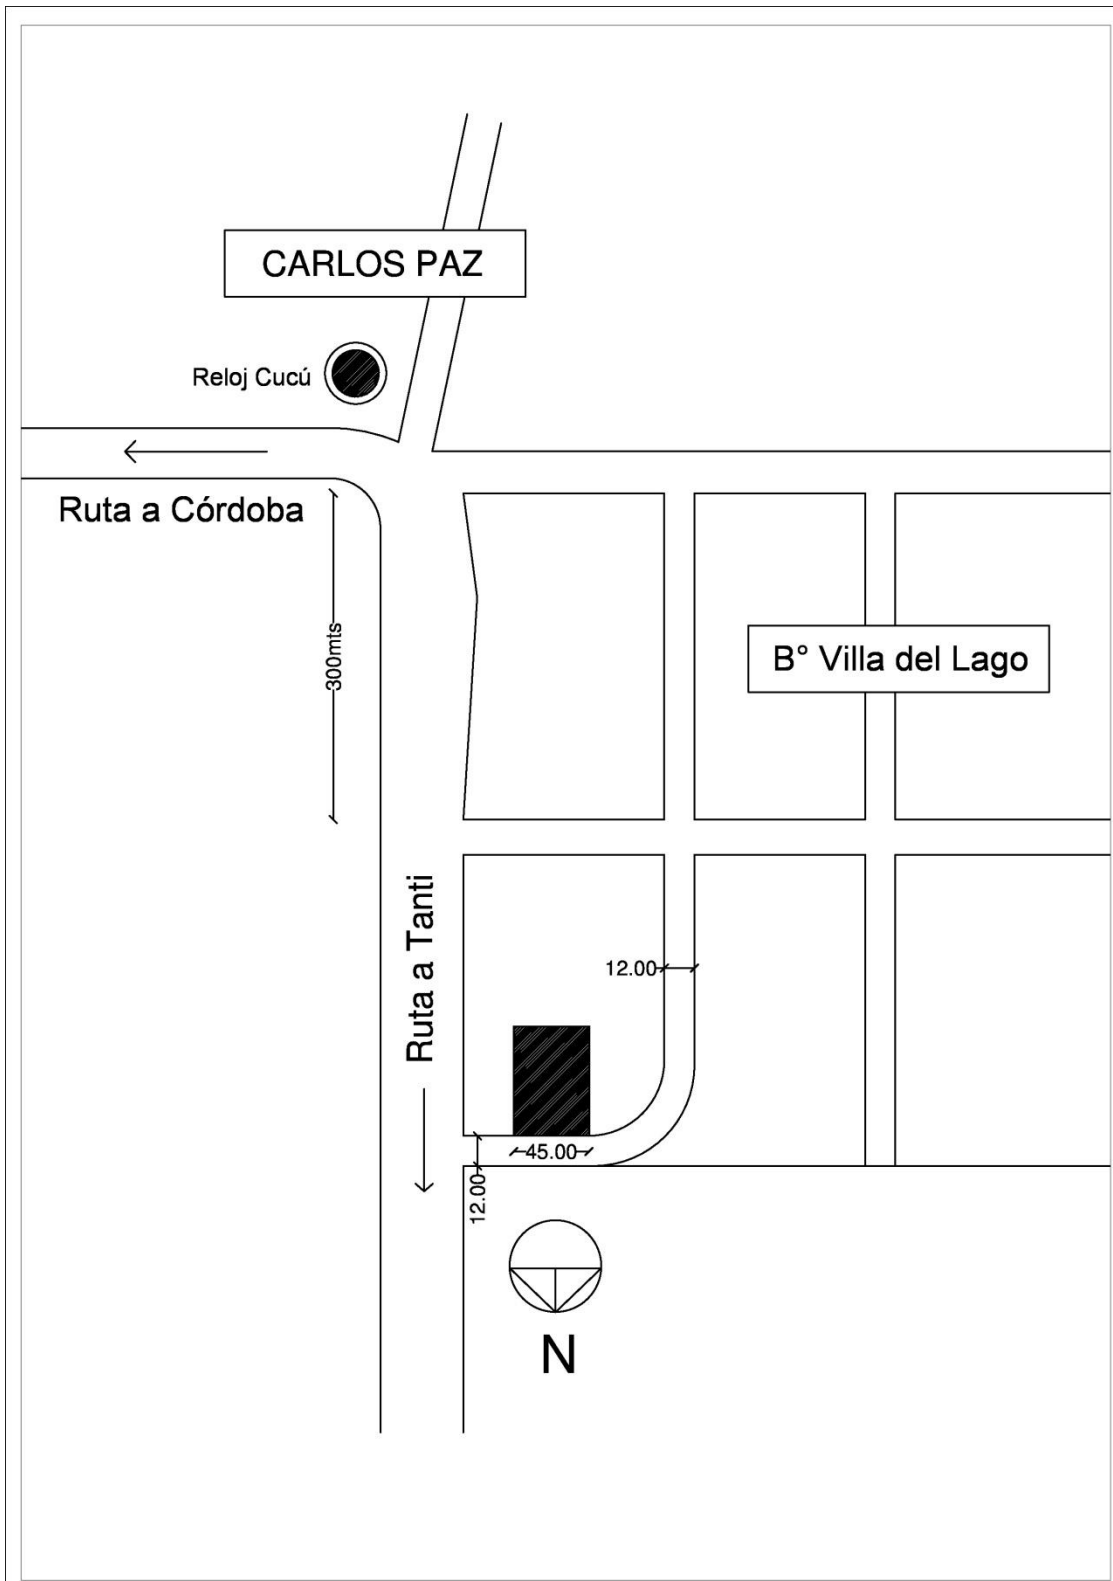 CARLOS PAZ
Reloj Cucú
Ruta a Córdoba
300mts
B° Villa del Lago
Ruta a Tanti
12.00
45.00
12.00
N